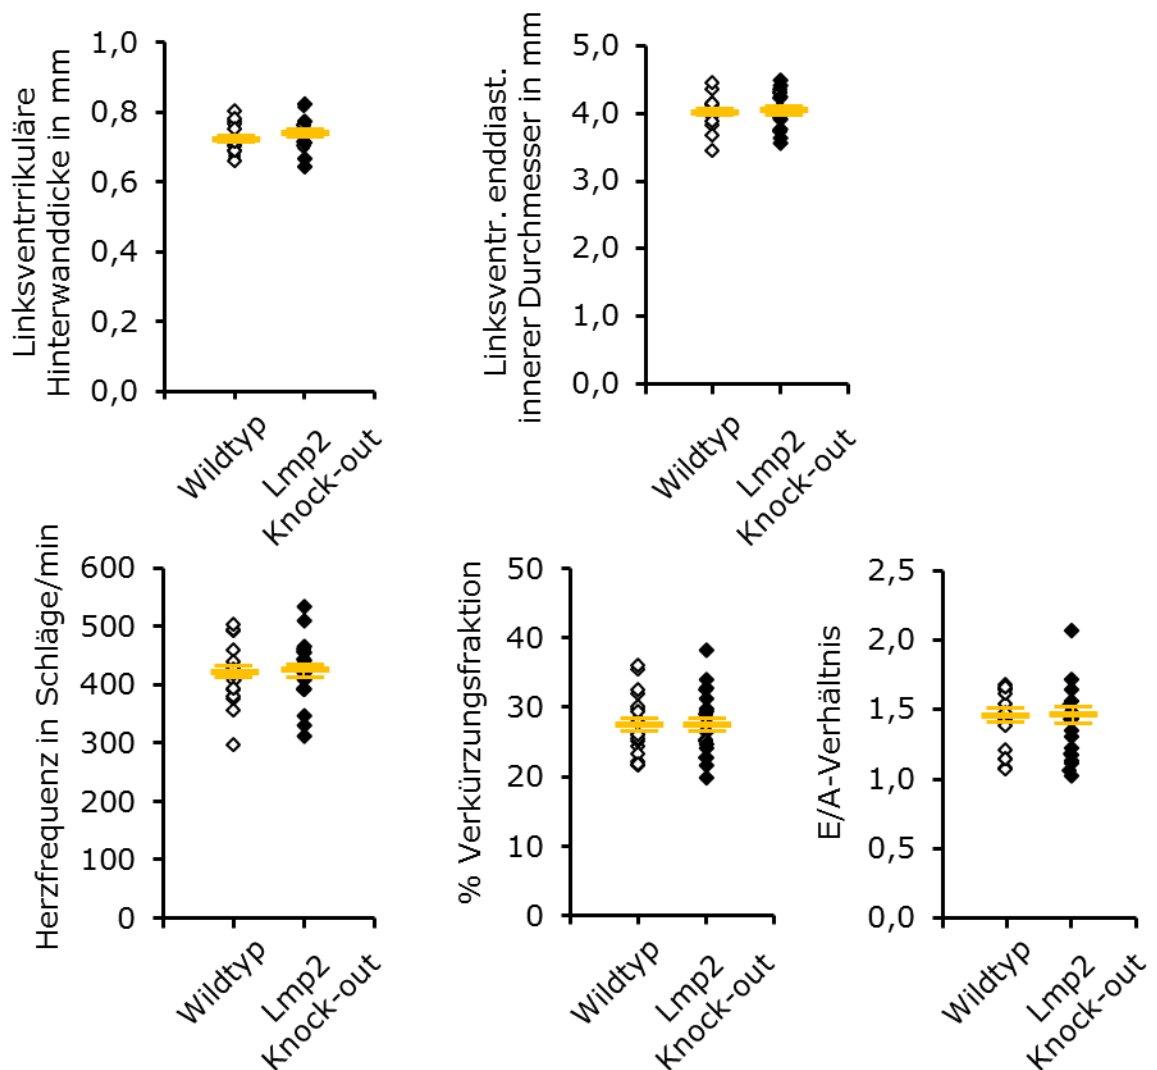 Linksventrrikuläre
Hinterwanddicke in mm
1,0
0,8
0,6
0,4
0,2
0,0
Wildtyp
Lmp2
Knock-out
Linksventr. enddiast.
innerer Durchmesser in mm
5,0
4,0
3,0
2,0
1,0
0,0
Wildtyp
Lmp2
Knock-out
Herzfrequenz in Schläge/min
600
500
400
300
200
100
0
Wildtyp
Lmp2
Knock-out
% Verkürzungsfraktion
50
40
30
20
10
0
Wildtyp
Lmp2
Knock-out
E/A-Verhältnis
2,5
2,0
1,5
1,0
0,5
0,0
Wildtyp
Lmp2
Knock-out